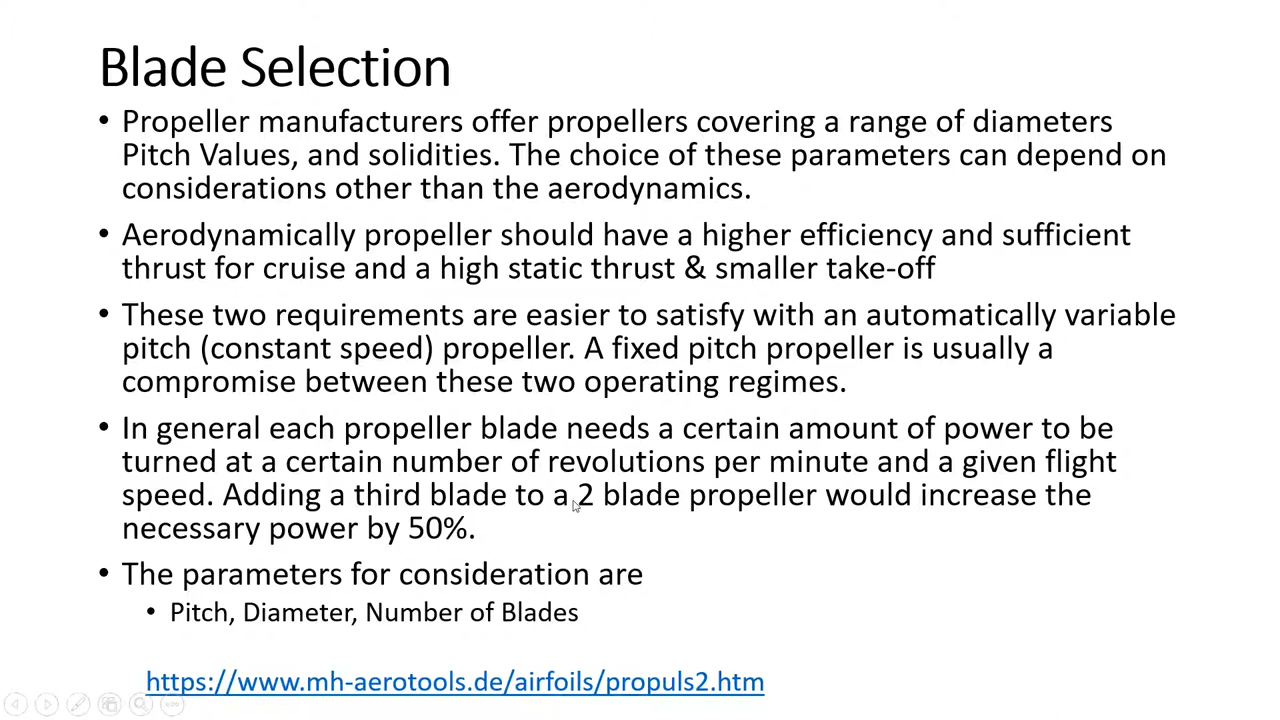 Blade Selection
• Propeller manufacturers offer propellers covering a range of diameters
Pitch Values, and solidities. The choice of these parameters can depend on
considerations other than the aerodynamics.
• Aerodynamically propeller should have a higher efficiency and sufficient
thrust for cruise and a high static thrust & smaller take-off
• These two requirements are easier to satisfy with an automatically variable
pitch (constant speed) propeller. A fixed pitch propeller is usually a
compromise between these two operating regimes.
• In general each propeller blade needs a certain amount of power to be
turned at a certain number of revolutions per minute and a given flight
speed. Adding a third blade to a 2 blade propeller would increase the
necessary power by 50%.
• The parameters for consideration are
• Pitch, Diameter, Number of Blades
https://www.mh-aerotools.de/airfoils/propuls2.htm